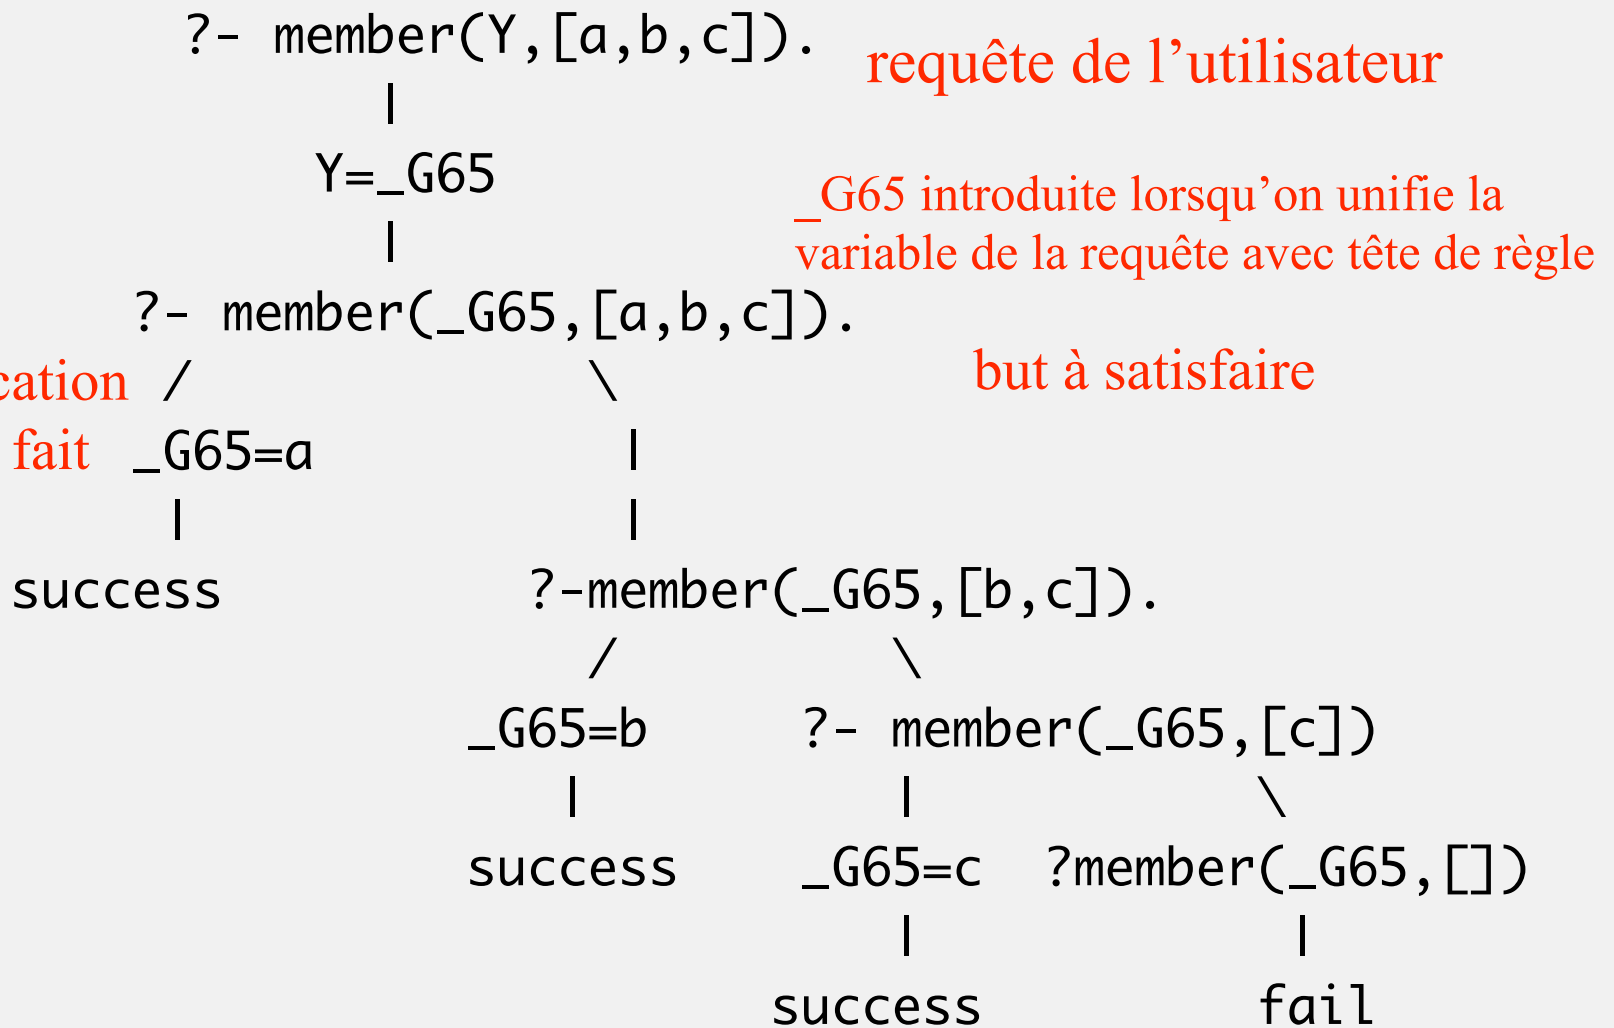 ?- member(Y,[a,b,c]). requête de l’utilisateur
|
Y=_G65
_G65 introduite lorsqu’on unifie la
| variable de la requête avec tête de règle
?- member(_G65,[a,b,c]).
but à satisfaire
cation / \
fait _G65=a |
| |
success ?-member(_G65,[b,c]).
/ \
_G65=b ?- member(_G65,[c])
| | \
success _G65=c ?member(_G65,[])
| |
success fail